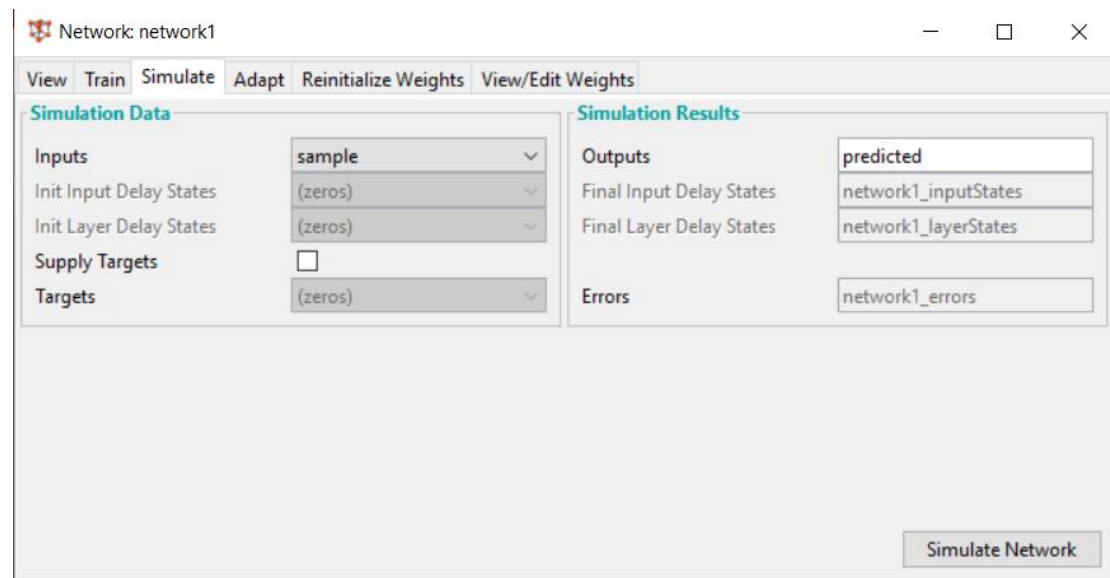 Network: network1
View Train Simulate Adapt Reinitialize Weights View/Edit Weights
Simulation Data
Inputs sample
Init Input Delay States (zeros)
Init Layer Delay States (zeros)
Supply Targets
Targets (zeros)
Simulation Results
Outputs predicted
Final Input Delay States network1_inputStates
Final Layer Delay States network1_layerStates
Errors network1_errors
Simulate Network